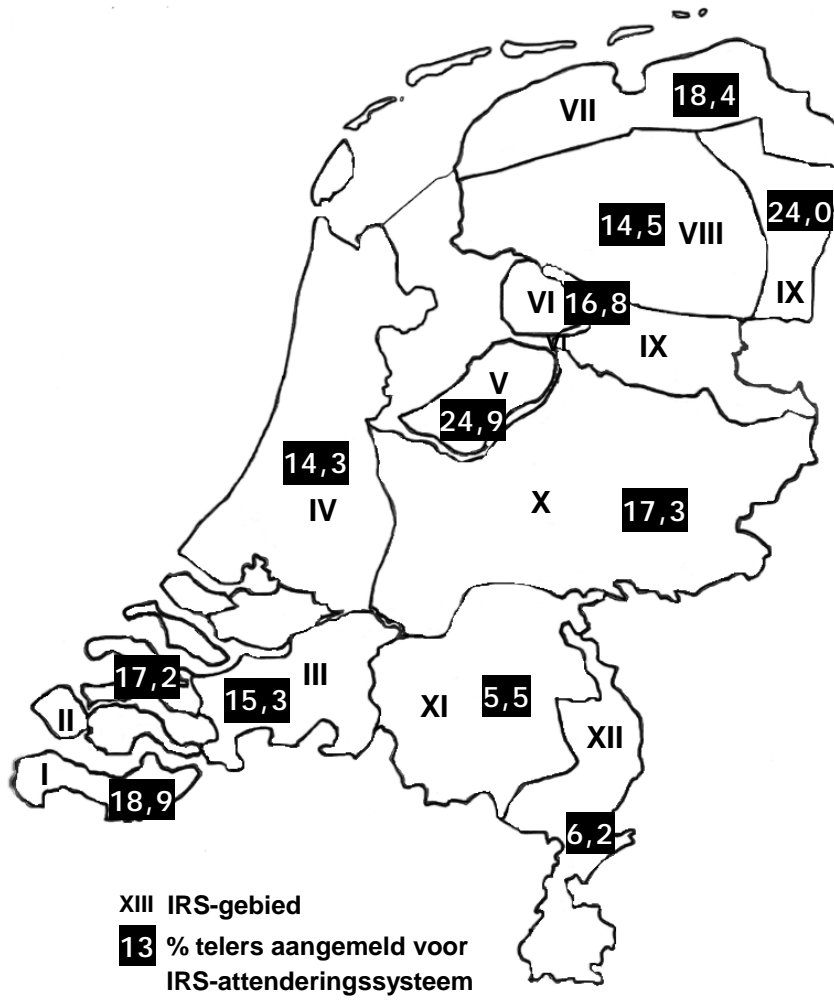 VII
18,4
14,5
VIII
24,0
IX
VI
16,8
VI
IX
V
24,9
14,3
IV
X
17,3
17,2
III
15,3
II
XI
5,5
XII
I
18,9
6,2
XIII IRS-gebied
13 % telers aangemeld voor
IRS-attenderingssysteem